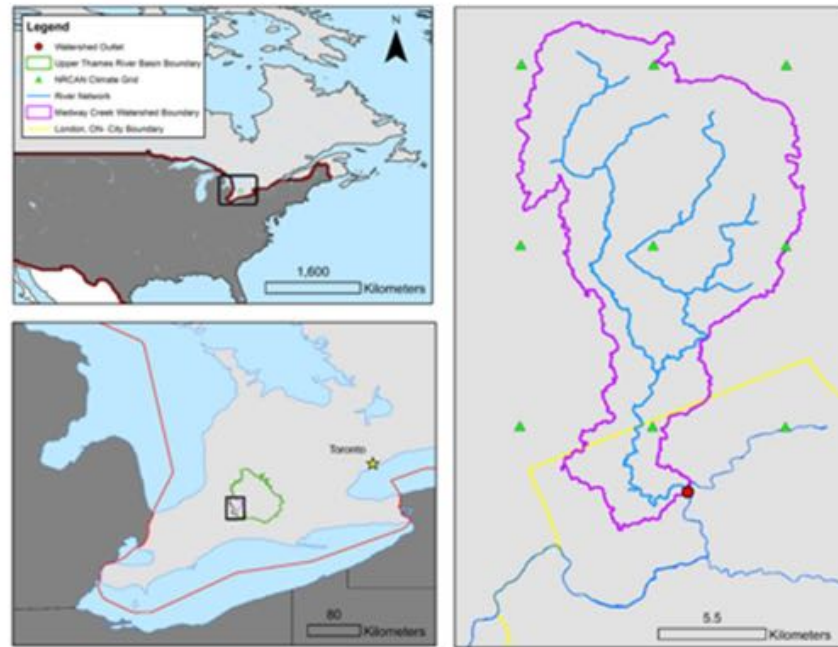 Legend
N
Watershed Outlet
Upper Thames River Basin Boundary
NRCAN Climate Grid
River Network
Medway Creek Watershed Boundary
London, ON- City Boundary
1,600
Kilometers
Toronto
80
Kilometers
5.5
Kilometers